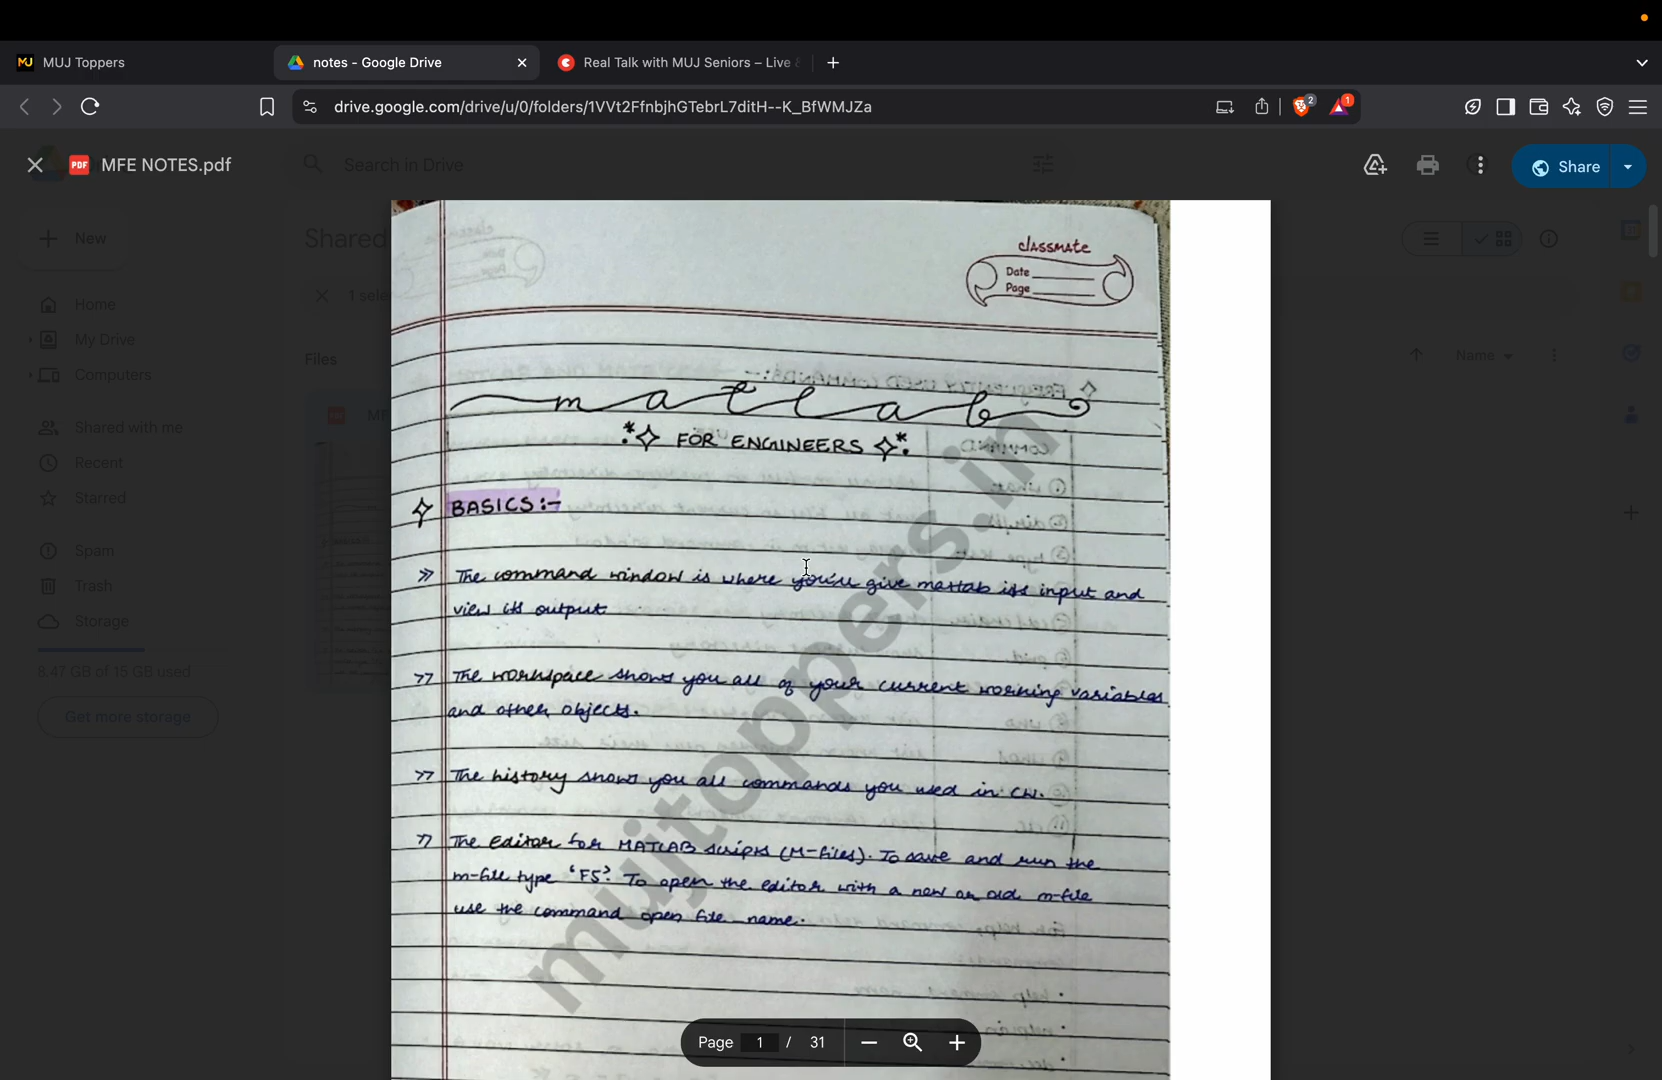 MUJ Toppers
notes - Google Drive
Real Talk with MUJ Seniors – Live &
drive.google.com/drive/u/0/folders/1VVt2FfnbjhGTebrL7ditH--K_BfWMJZa
2
1
PDF
MFE NOTES.pdf
Search in Drive
Share
New
Shared
1 sele
Home
My Drive
Computers
Files
Name
Shared with me
Recent
Starred
Spam
Trash
Storage
8.47 GB of 15 GB used
Get more storage
classmate
Date
Page
matlab
FOR ENGINEERS
BASICS :-
The command window is where you'll give matlab its input and
view its output
The workspace shows you all of your current working variables
and other objects.
The history shows you all commands you used in CW.
The Editor for MATLAB scripts (M-files). To save and run the
m-file type 'F5'. To open the editor with a new or old m-file
use the command open file_name.
mujtoppers.in
Page 1 / 31